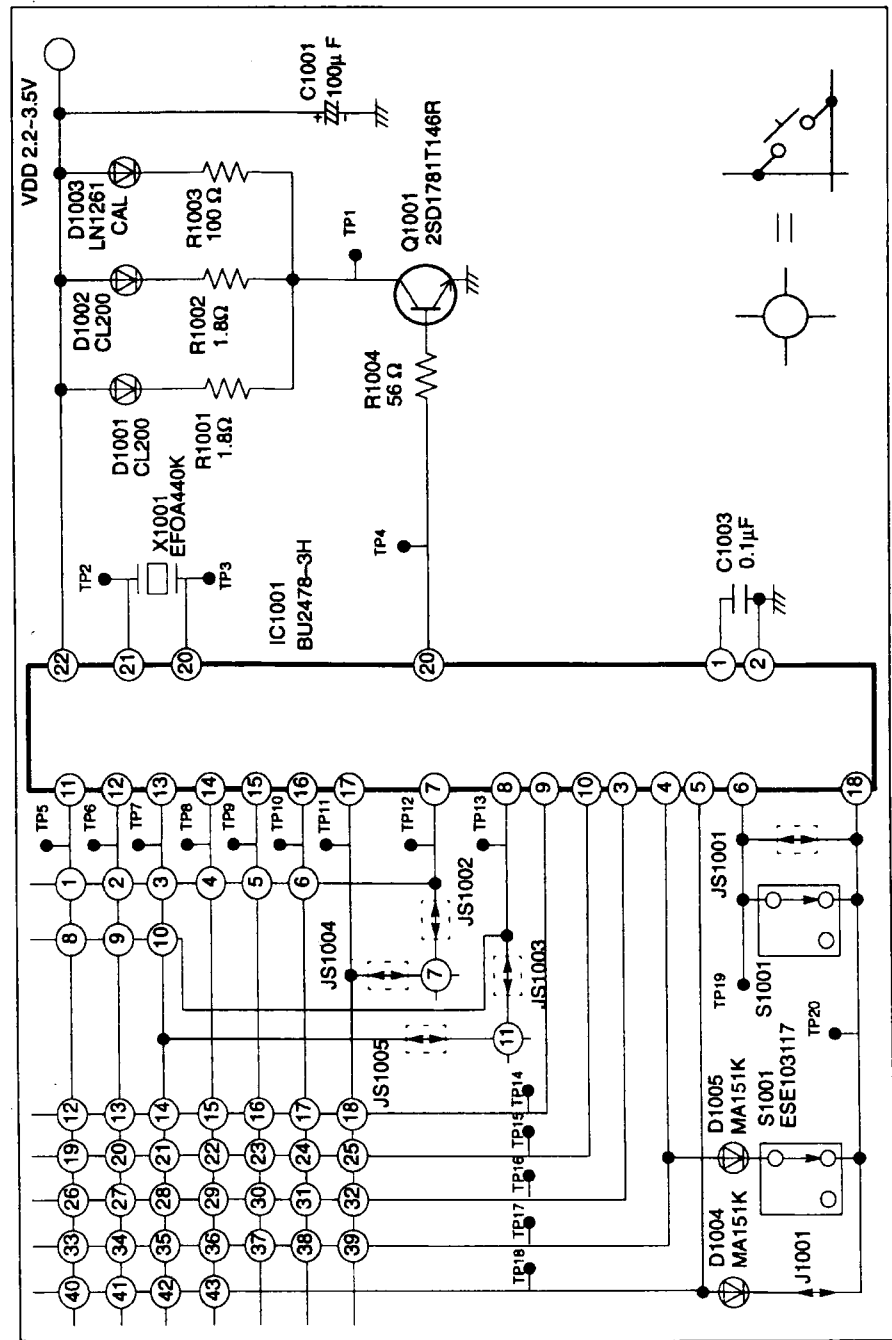 VDD 2.2~3.5V
D1003
LN1261
CAL
D1002
CL200
D1001
CL200
C1001
100μF
+
-
R1003
100 Ω
R1002
1.8Ω
R1001
1.8Ω
TP1
Q1001
2SD1781T146R
R1004
56 Ω
TP2
X1001
EFOA440K
TP3
IC1001
BU2478-3H
TP4
C1003
0.1μF
=
22
21
20
20
1
2
11
12
13
14
15
16
17
7
8
9
10
3
4
5
6
18
TP5
TP6
TP7
TP8
TP9
TP10
TP11
TP12
TP13
1
2
3
4
5
6
8
9
10
JS1004
JS1002
7
JS1003
JS1005
11
JS1001
S1001
TP19
TP20
12
13
14
15
16
17
18
19
20
21
22
23
24
25
26
27
28
29
30
31
32
33
34
35
36
37
38
39
40
41
42
43
TP14
TP15
TP16
TP17
TP18
D1005
MA151K
S1001
ESE103117
D1004
MA151K
J1001